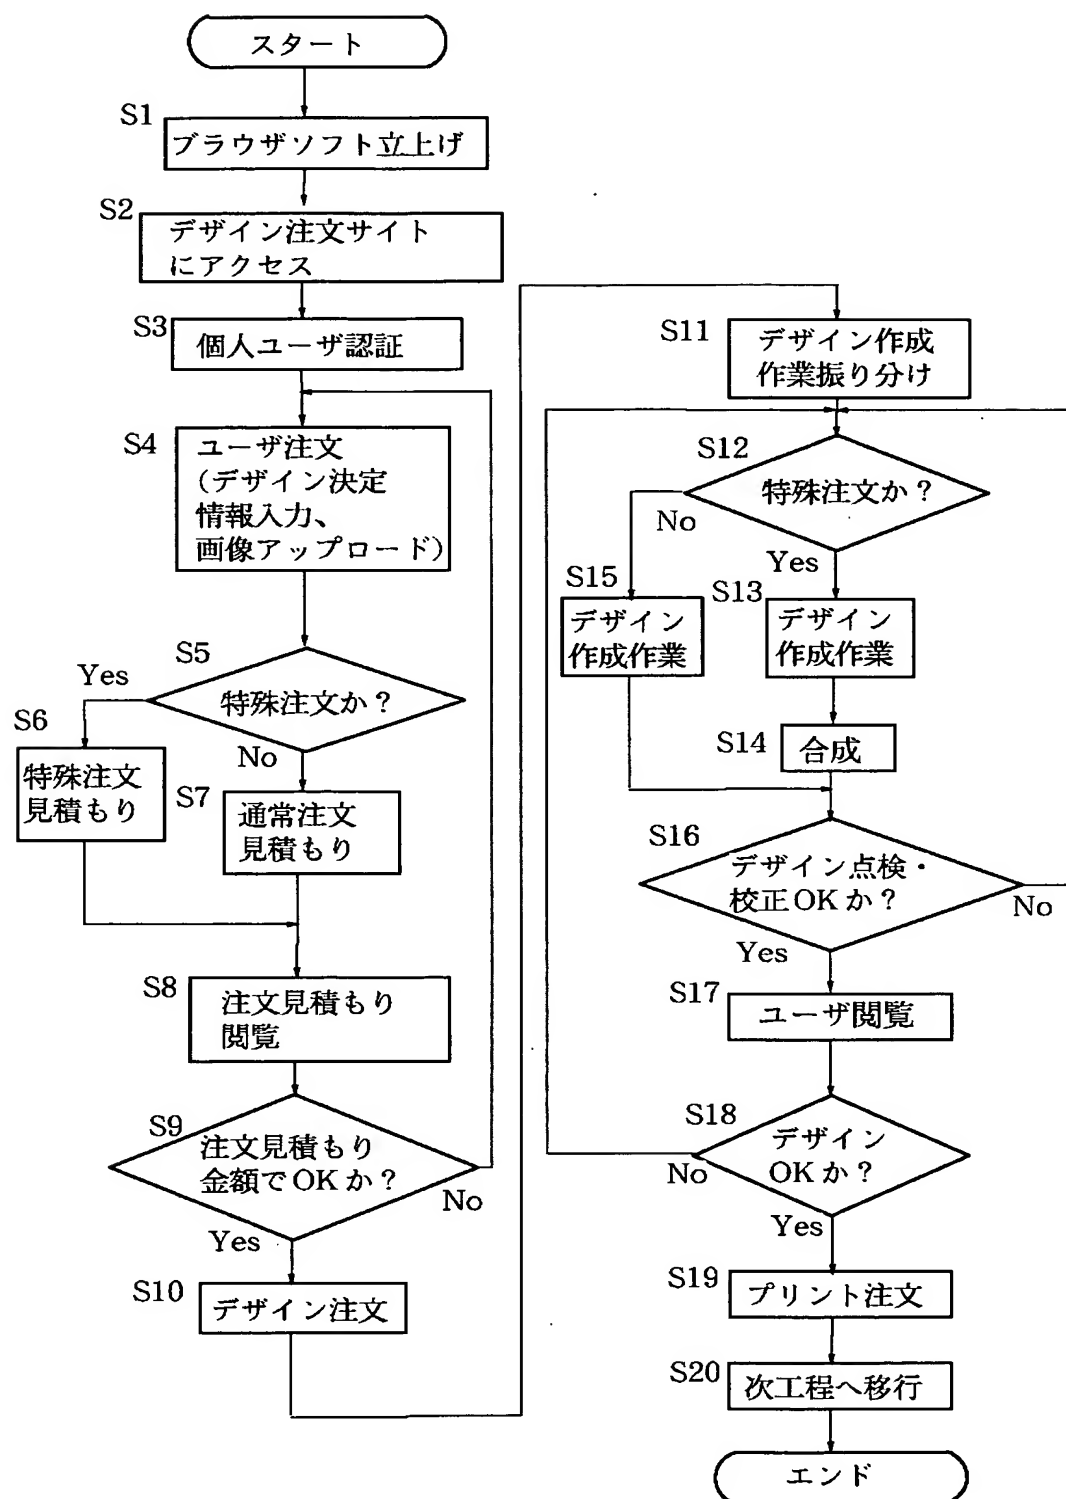 スタート
S1
ブラウザソフト立上げ
S2
デザイン注文サイト
にアクセス
S3
個人ユーザ認証
S4
ユーザ注文
(デザイン決定
情報入力、
画像アップロード)
S5
特殊注文か？
Yes
No
S6
特殊注文
見積もり
S7
通常注文
見積もり
S8
注文見積もり
閲覧
S9
注文見積もり
金額でOKか？
No
Yes
S10
デザイン注文
S11
デザイン作成
作業振り分け
S12
特殊注文か？
No
Yes
S15
デザイン
作成作業
S13
デザイン
作成作業
S14
合成
S16
デザイン点検・
校正OKか？
No
Yes
S17
ユーザ閲覧
S18
デザイン
OKか？
No
Yes
S19
プリント注文
S20
次工程へ移行
エンド